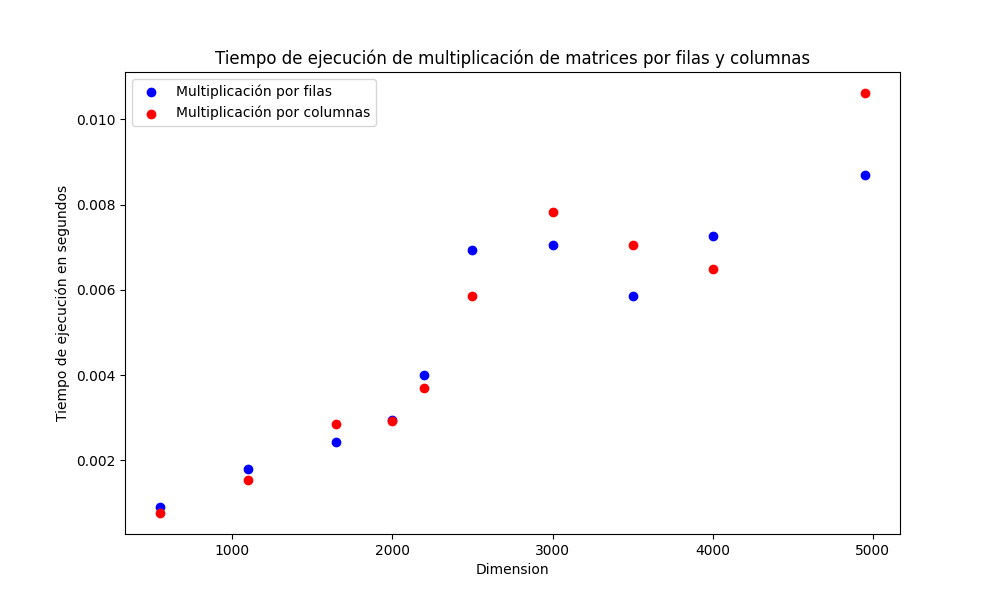 Tiempo de ejecución de multiplicación de matrices por filas y columnas
Multiplicación por filas
Multiplicación por columnas
Tiempo de ejecución en segundos
0.010
0.008
0.006
0.004
0.002
1000
2000
3000
4000
5000
Dimension